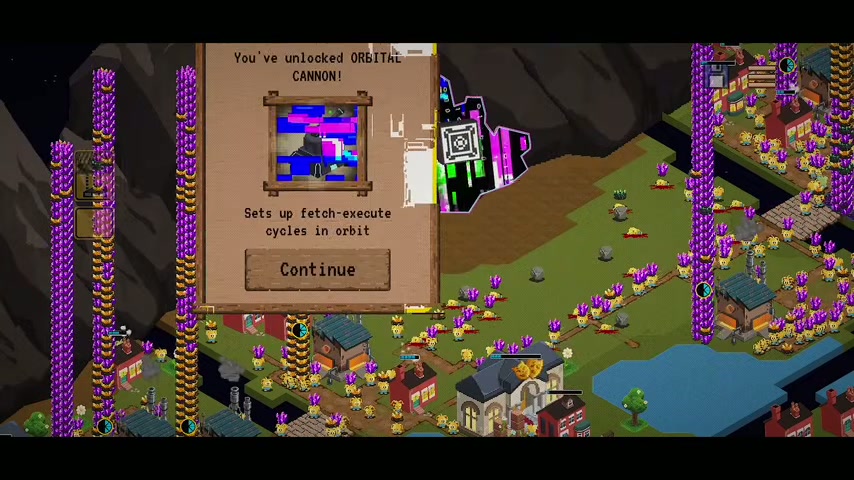 You've unlocked ORBITAL
CANNON!
Sets up fetch-execute
cycles in orbit
Continue